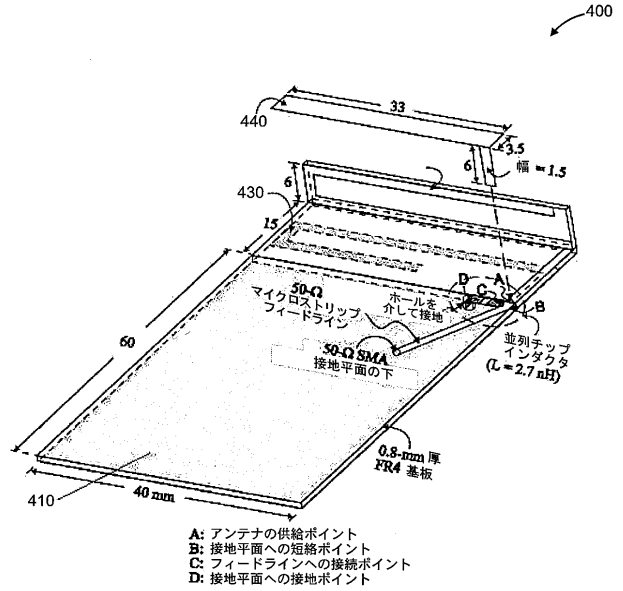 400
33
440
3.5
6
幅 = 1.5
6
430
15
50-Ω
マイクロストリップ
フィードライン
ホールを
介して接地
D
C
A
B
並列チップ
インダクタ
(L = 2.7 nH)
50-Ω SMA
接地平面の下
60
0.8-mm 厚
FR4 基板
410
40 mm
A: アンテナの供給ポイント
B: 接地平面への短絡ポイント
C: フィードラインへの接続ポイント
D: 接地平面への接地ポイント